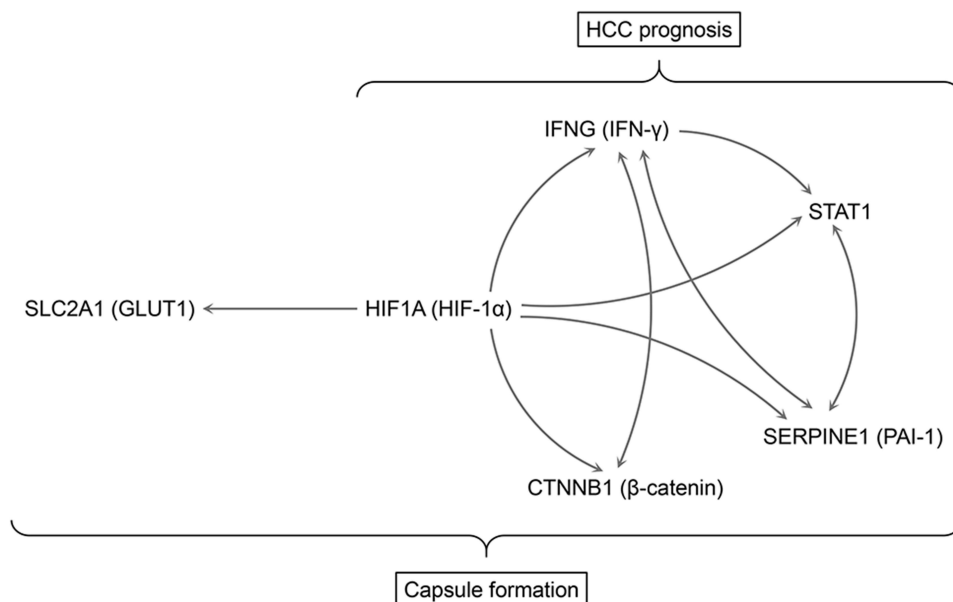 HCC prognosis
IFNG (IFN-γ)
STAT1
SLC2A1 (GLUT1)
HIF1A (HIF-1α)
SERPINE1 (PAI-1)
CTNNB1 (β-catenin)
Capsule formation